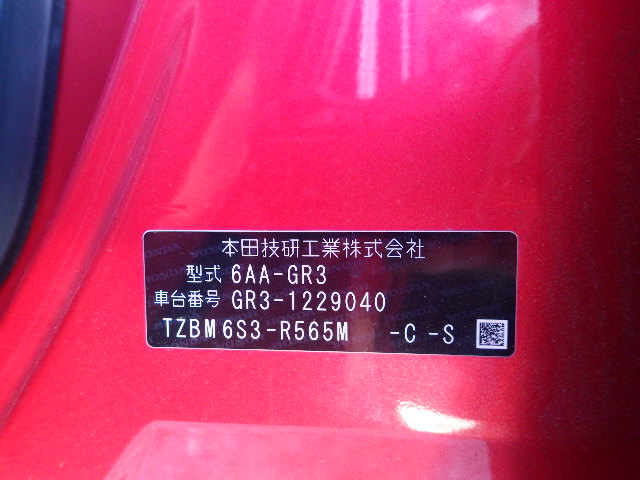 本田技研工業株式会社
型式 6AA-GR3
車台番号 GR3-1229040
TZBM6S3-R565M -C -S